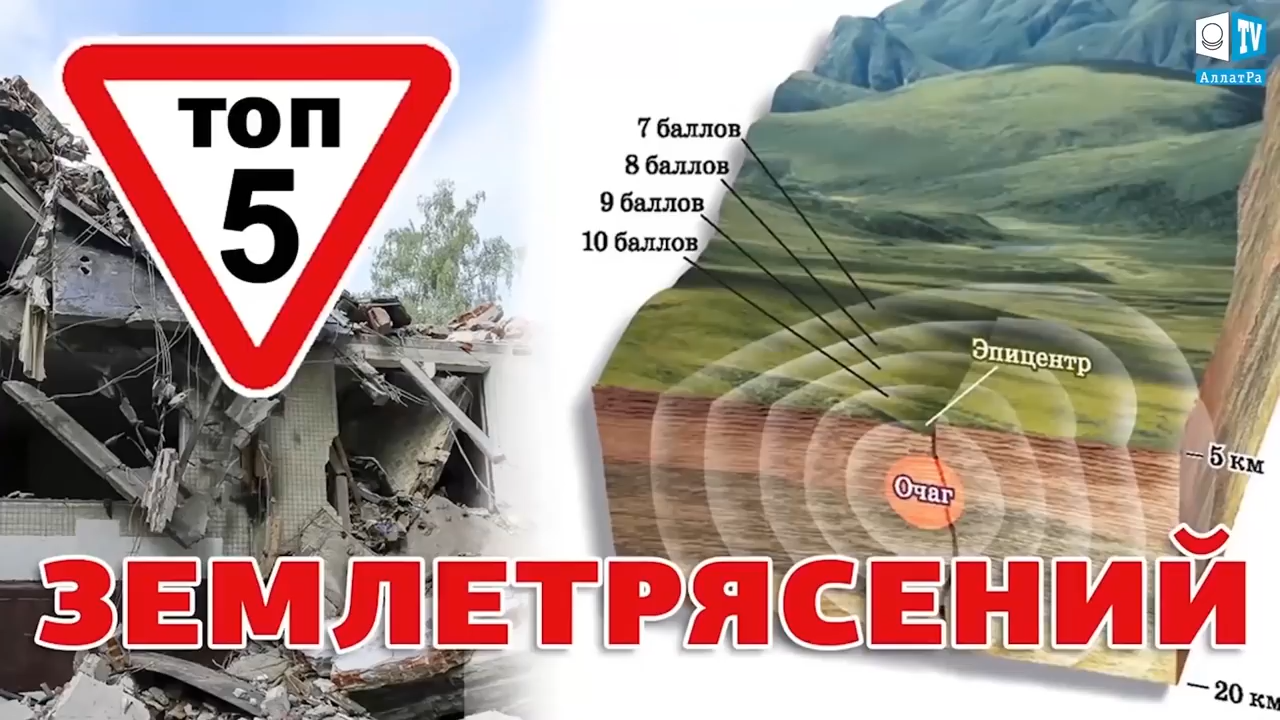 ТОП
5
TV
АллатРа
7 баллов
8 баллов
9 баллов
10 баллов
Эпицентр
5 км
Очаг
ЗЕМЛЕТРЯСЕНИЙ
20 км